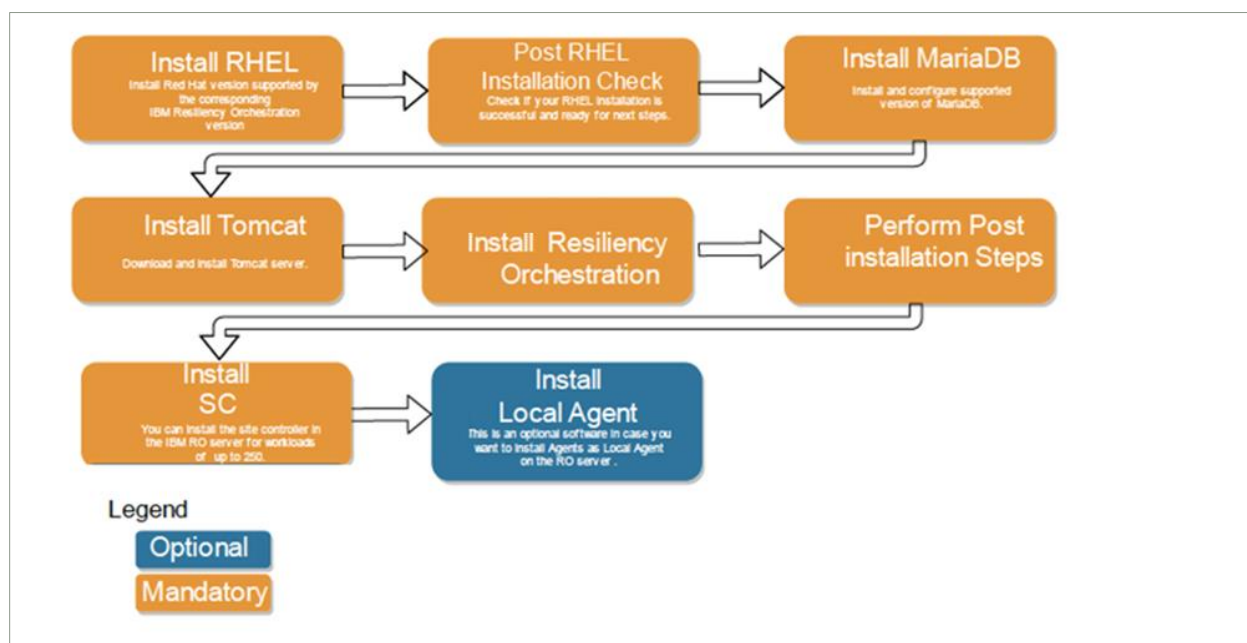 Install RHEL
Install Red Hat version supported by
the corresponding
IBM Resiliency Orchestration
version
Post RHEL
Installation Check
Check if your RHEL installation is
successful and ready for next steps.
Install MariaDB
Install and configure supported
version of MariaDB.
Install Tomcat
Download and install Tomcat server.
Install Resiliency
Orchestration
Perform Post
installation Steps
Install
SC
You can install the site controller in
the IBM RO server for workloads
of up to 250.
Install
Local Agent
This is an optional software in case you
want to install Agents as Local Agent
on the RO server .
Legend
Optional
Mandatory